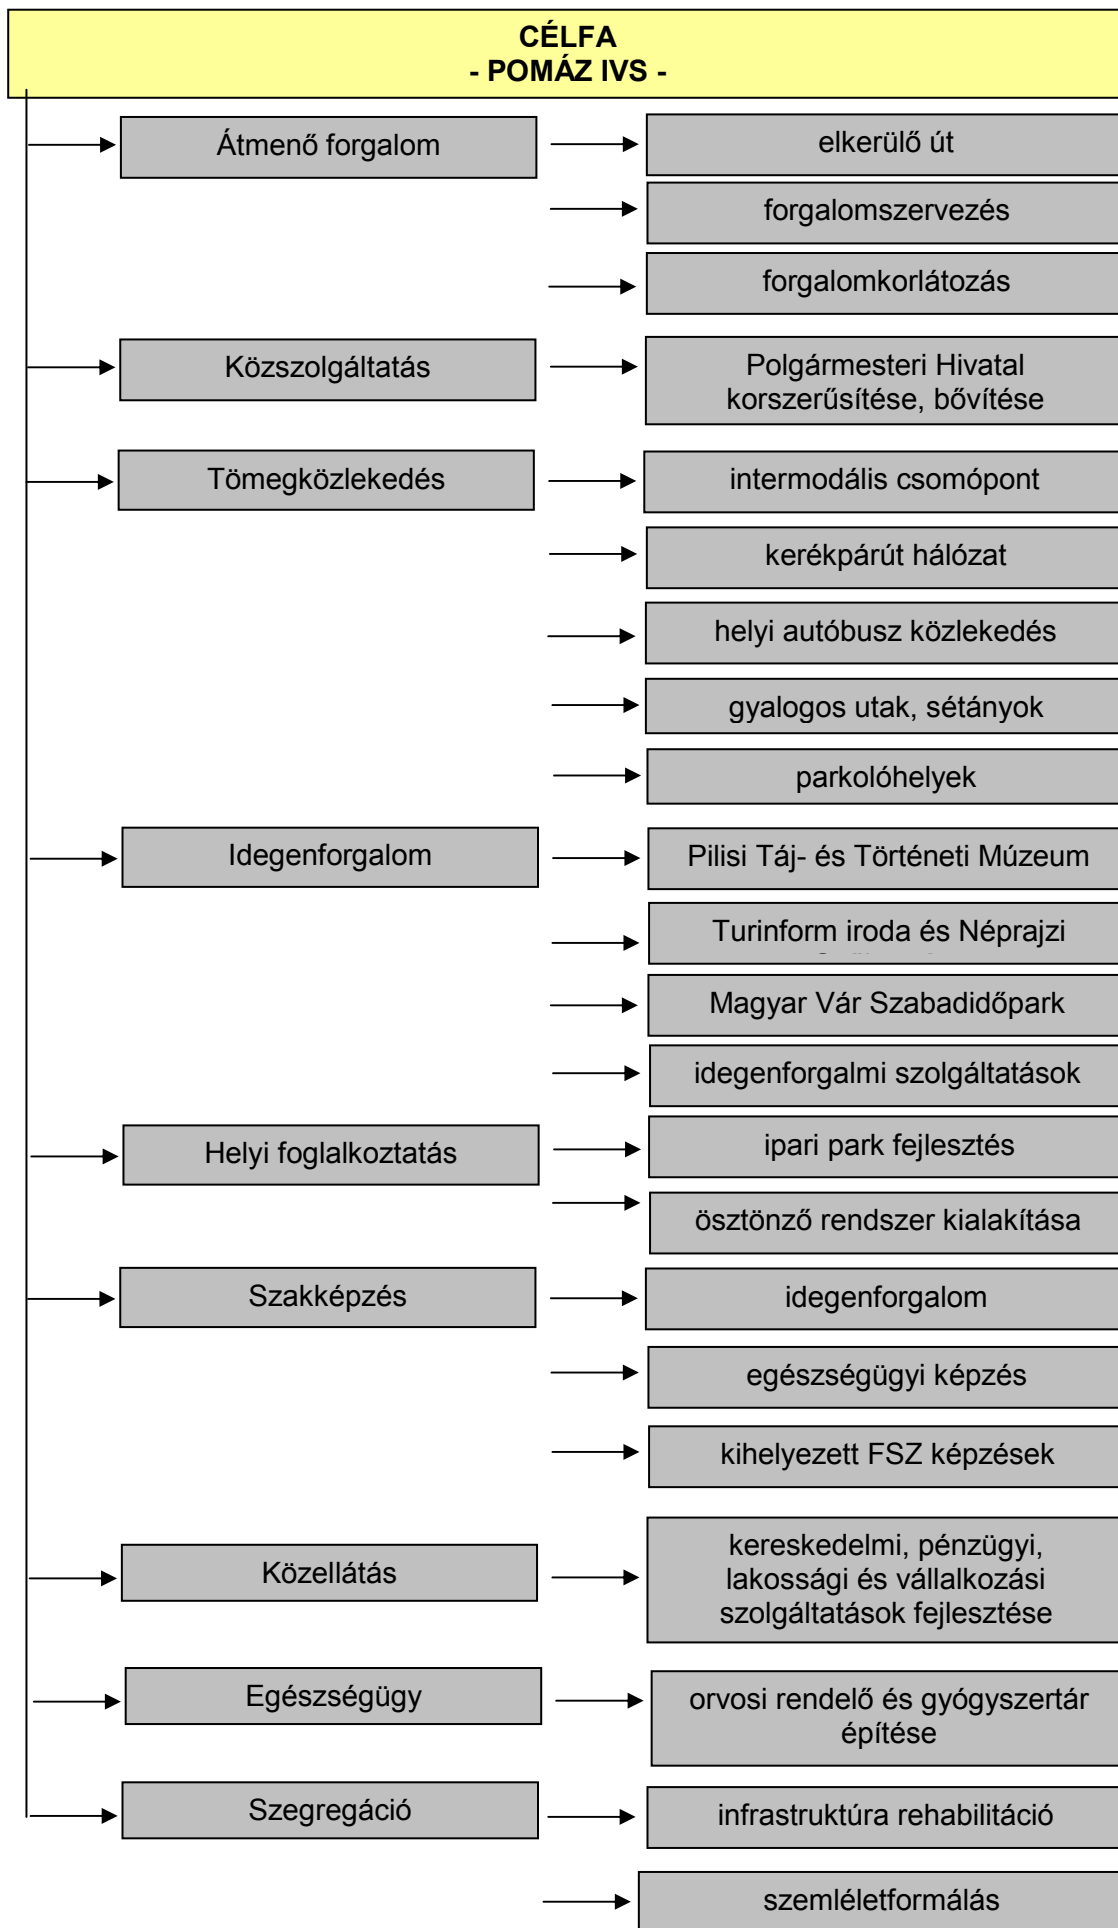 CÉLFA
- POMÁZ IVS -
Átmenő forgalom
elkerülő út
forgalomszervezés
forgalomkorlátozás
Közszolgáltatás
Polgármesteri Hivatal
korszerűsítése, bővítése
Tömegközlekedés
intermodális csomópont
kerékpárút hálózat
helyi autóbusz közlekedés
gyalogos utak, sétányok
parkolóhelyek
Idegenforgalom
Pilisi Táj- és Történeti Múzeum
Turinform iroda és Néprajzi
Magyar Vár Szabadidőpark
idegenforgalmi szolgáltatások
Helyi foglalkoztatás
ipari park fejlesztés
ösztönző rendszer kialakítása
Szakképzés
idegenforgalom
egészségügyi képzés
kihelyezett FSZ képzések
Közellátás
kereskedelmi, pénzügyi,
lakossági és vállalkozási
szolgáltatások fejlesztése
Egészségügy
orvosi rendelő és gyógyszertár
építése
Szegregáció
infrastruktúra rehabilitáció
szemléletformálás